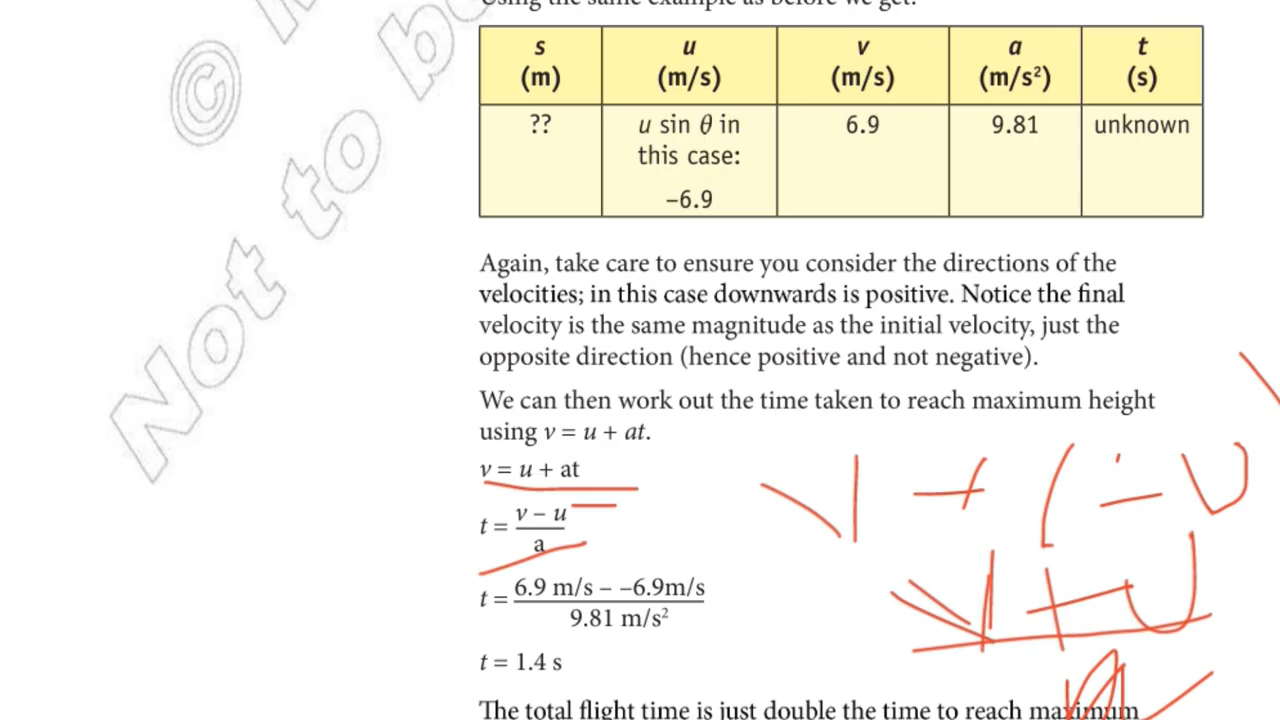 Using the same example as before we get:
s u v a t
(m) (m/s) (m/s²) (m/s²) (s)
?? u sin θ in this case: –6.9 6.9 9.81 unknown
Again, take care to ensure you consider the directions of the
velocities; in this case downwards is positive. Notice the final
velocity is the same magnitude as the initial velocity, just the
opposite direction (hence positive and not negative).
We can then work out the time taken to reach maximum height
using v = u + at.
v = u + at
t = v – u / a
t = 6.9 m/s – –6.9m/s / 9.81 m/s²
t = 1.4 s
The total flight time is just double the time to reach maximum
© 
Not to be